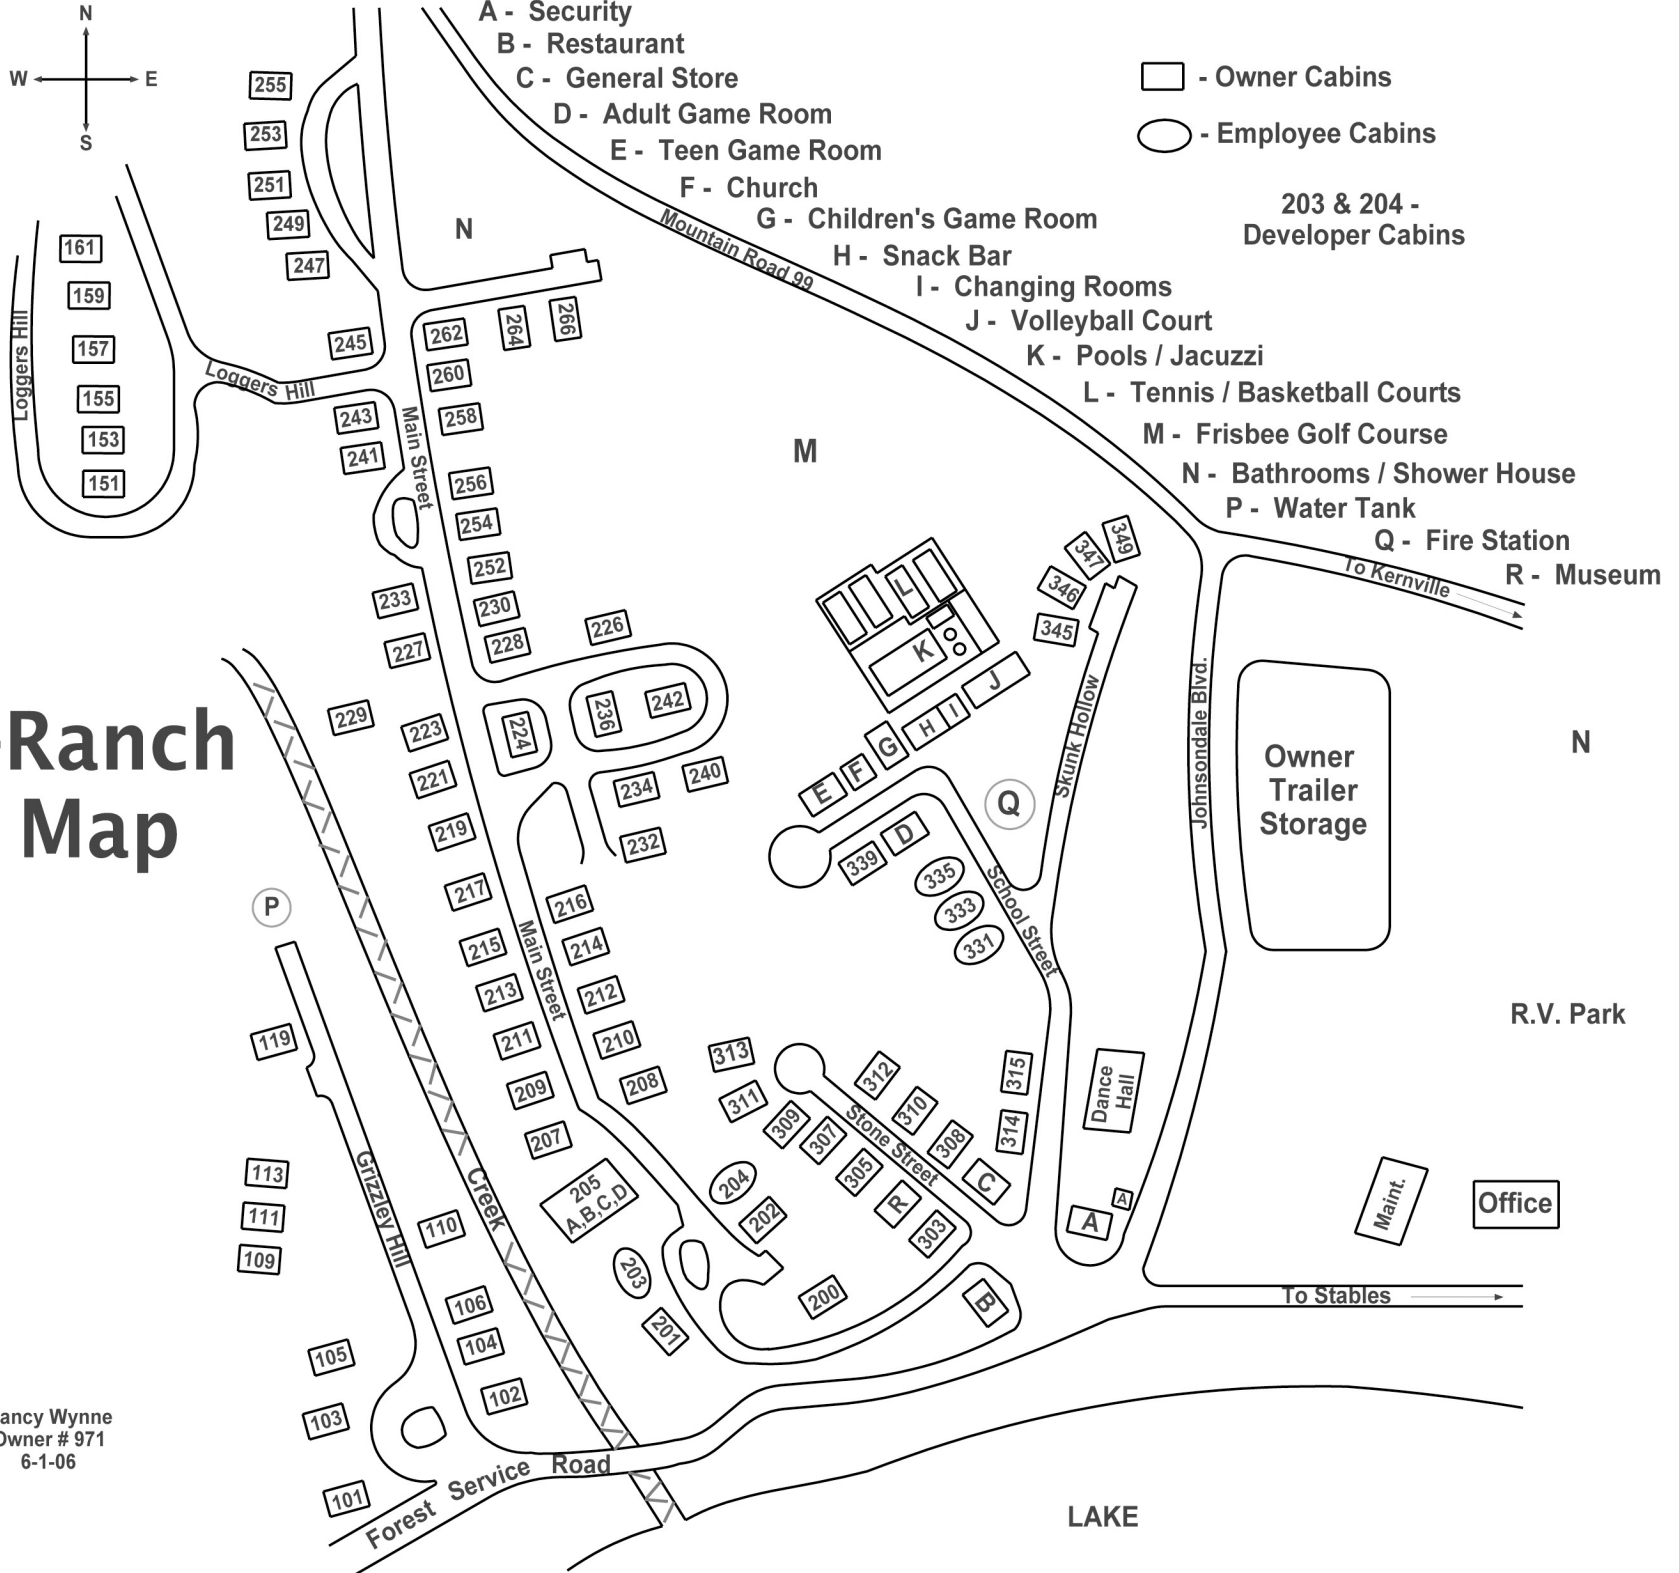 N
W E
S
A - Security
B - Restaurant
C - General Store
D - Adult Game Room
E - Teen Game Room
F - Church
G - Children's Game Room
H - Snack Bar
I - Changing Rooms
J - Volleyball Court
K - Pools / Jacuzzi
L - Tennis / Basketball Courts
M - Frisbee Golf Course
N - Bathrooms / Shower House
P - Water Tank
Q - Fire Station
R - Museum
- Owner Cabins
- Employee Cabins
203 & 204 -
Developer Cabins
Mountain Road 99
To Kernville
255
253
251
249
247
245
243
241
161
159
157
155
153
151
Loggers Hill
Loggers Hill
Main Street
N
262
264
266
260
258
256
254
252
230
228
226
233
227
229
223
221
219
217
215
213
211
209
207
205
A,B,C,D
224
236
242
240
234
232
216
214
212
210
208
Main Street
M
L
K
J
I
H
G
F
E
D
339
335
333
331
349
347
346
345
Skunk Hollow
Q
School Street
Johnsondale Blvd.
Owner
Trailer
Storage
N
R.V. Park
-Ranch
Map
P
119
113
111
109
110
106
104
102
105
103
101
Grizzley Hill
Creek
313
311
309
307
305
R
303
312
310
308
C
315
314
Stone Street
204
202
203
201
200
B
A
A
Dance
Hall
Maint.
Office
To Stables
Forest Service Road
LAKE
ancy Wynne
Owner # 971
6-1-06